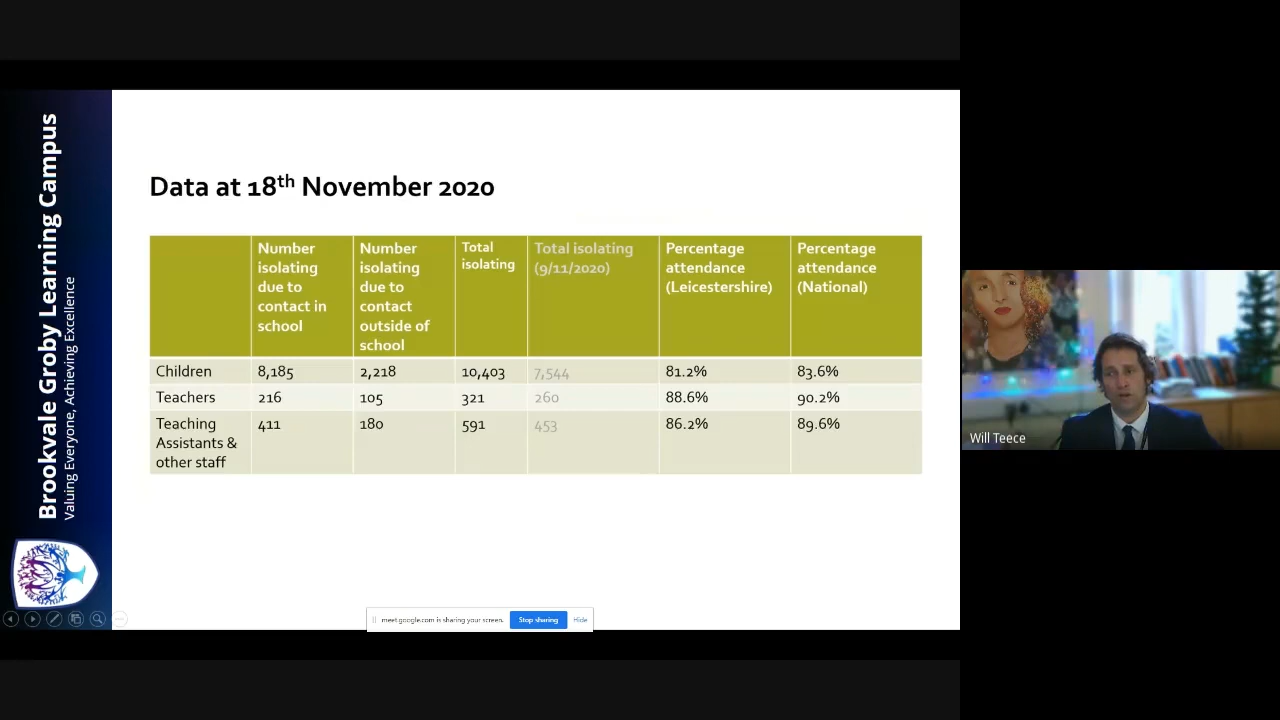 Brookvale Groby Learning Campus
Valuing Everyone, Achieving Excellence
Data at 18th November 2020
Number
isolating
due to
contact in
school
Number
isolating
due to
contact
outside of
school
Total
isolating
Total isolating
(9/11/2020)
Percentage
attendance
(Leicestershire)
Percentage
attendance
(National)
Children 8,185 2,218 10,403 7,544 81.2% 83.6%
Teachers 216 105 321 260 88.6% 90.2%
Teaching 411 180 591 453 86.2% 89.6%
Assistants &
other staff
meet.google.com is sharing your screen. Stop sharing Hide
Will Teece